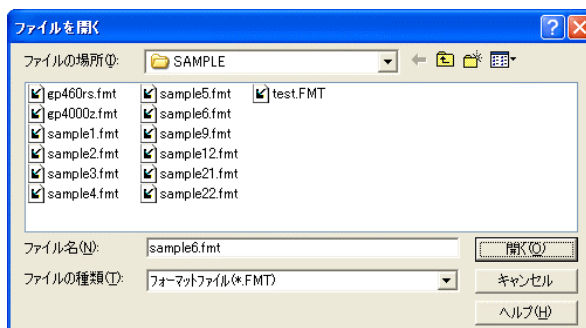 ファイルを開く
ファイルの場所(I): SAMPLE
gp460rs.fmt sample5.fmt test.FMT
gp4000z.fmt sample6.fmt
sample1.fmt sample9.fmt
sample2.fmt sample12.fmt
sample3.fmt sample21.fmt
sample4.fmt sample22.fmt
ファイル名(N): sample6.fmt 開く(O)
ファイルの種類(T): フォーマットファイル(*.FMT) キャンセル
ヘルプ(H)